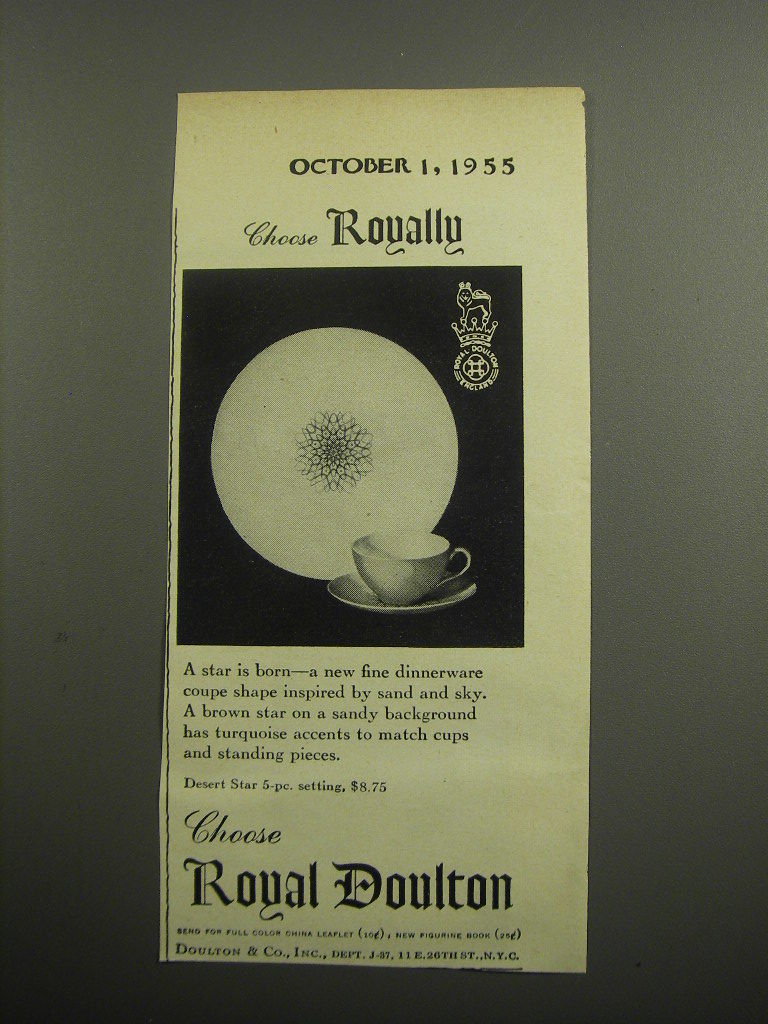 OCTOBER 1, 1955
Choose Royally
ROYAL DOULTON
ENGLAND
A star is born—a new fine dinnerware
coupe shape inspired by sand and sky.
A brown star on a sandy background
has turquoise accents to match cups
and standing pieces.
Desert Star 5-pc. setting, $8.75
Choose
Royal Doulton
SEND FOR FULL COLOR CHINA LEAFLET (10¢), NEW FIGURINE BOOK (25¢)
DOULTON & CO., INC., DEPT. J-37, 11 E. 26TH ST., N.Y.C.